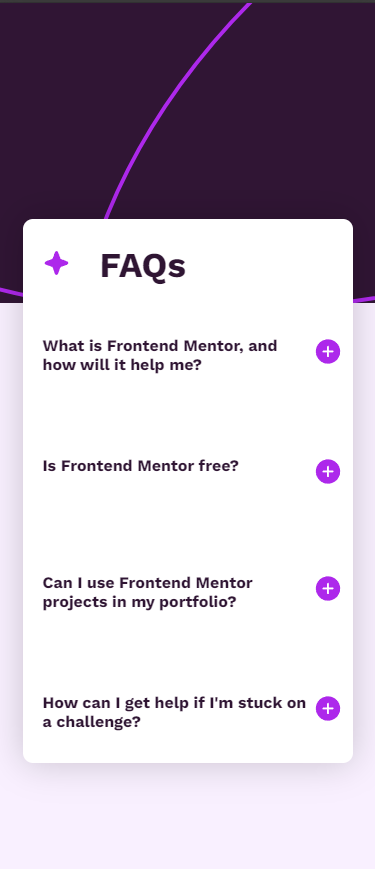 FAQs
What is Frontend Mentor, and
how will it help me?
Is Frontend Mentor free?
Can I use Frontend Mentor
projects in my portfolio?
How can I get help if I'm stuck on
a challenge?